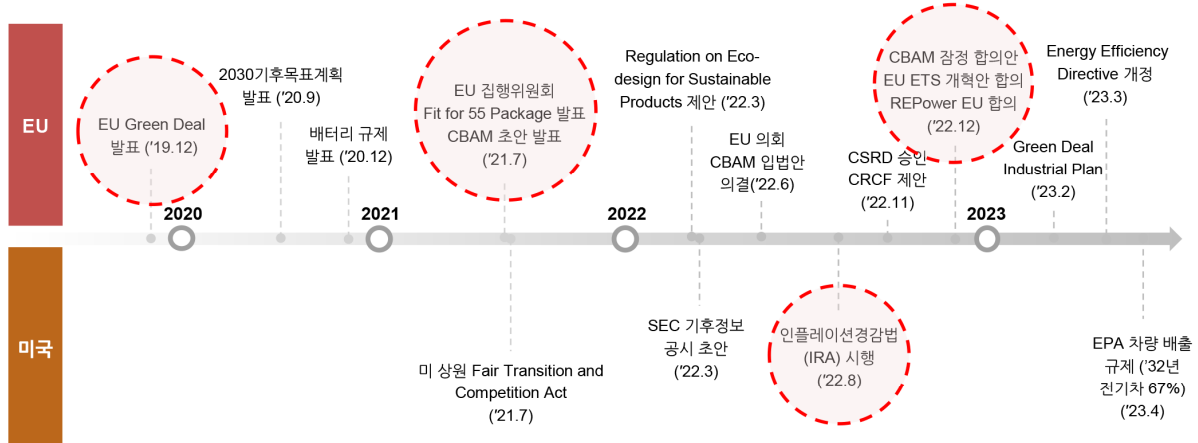 EU
EU Green Deal
발표 ('19.12)
2030기후목표계획
발표 ('20.9)
배터리 규제
발표 ('20.12)
EU 집행위원회
Fit for 55 Package 발표
CBAM 초안 발표
('21.7)
Regulation on Eco-
design for Sustainable
Products 제안 ('22.3)
EU 의회
CBAM 입법안
의결('22.6)
CSRD 승인
CRCF 제안
('22.11)
CBAM 잠정 합의안
EU ETS 개혁안 합의
REPower EU 합의
('22.12)
Green Deal
Industrial Plan
('23.2)
Energy Efficiency
Directive 개정
('23.3)
2020
2021
2022
2023
미국
미 상원 Fair Transition and
Competition Act
('21.7)
SEC 기후정보
공시 초안
('22.3)
인플레이션경감법
(IRA) 시행
('22.8)
EPA 차량 배출
규제 ('32년
진기차 67%)
('23.4)